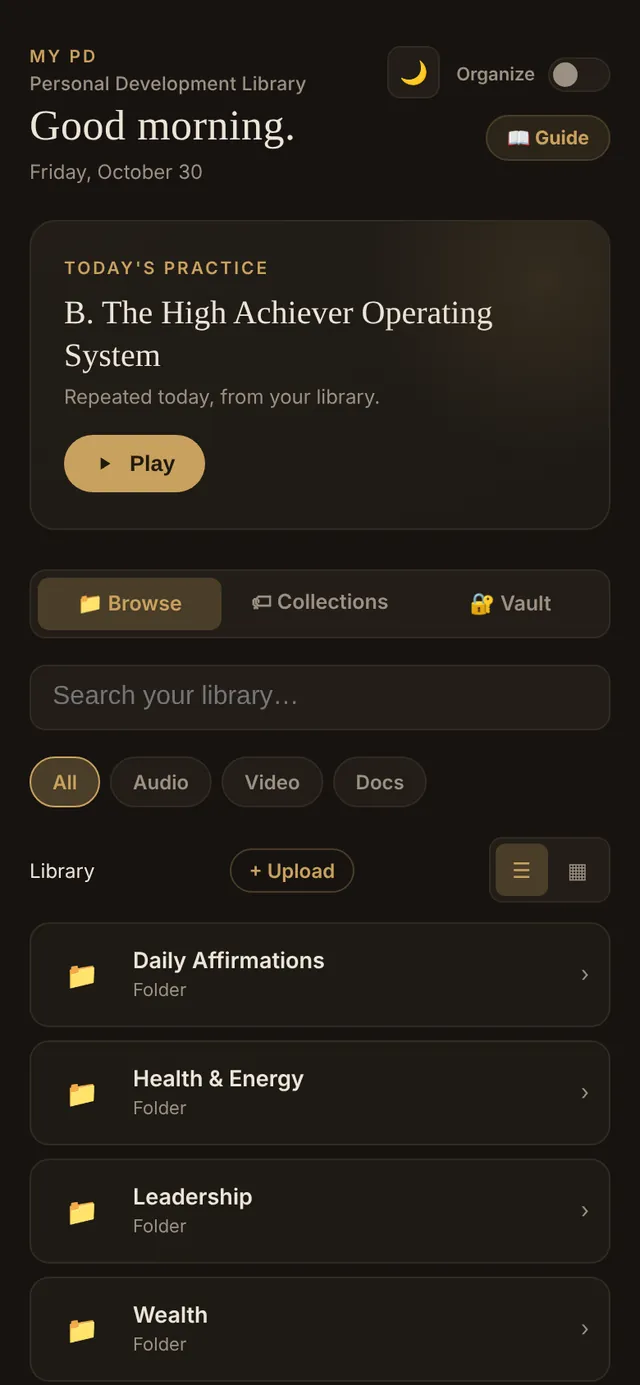 MY PD
Personal Development Library
Organize
Good morning.
📖 Guide
Friday, October 30
TODAY'S PRACTICE
B. The High Achiever Operating
System
Repeated today, from your library.
Play
Browse
Collections
Vault
Search your library…
All
Audio
Video
Docs
Library
+ Upload
Daily Affirmations
Folder
Health & Energy
Folder
Leadership
Folder
Wealth
Folder